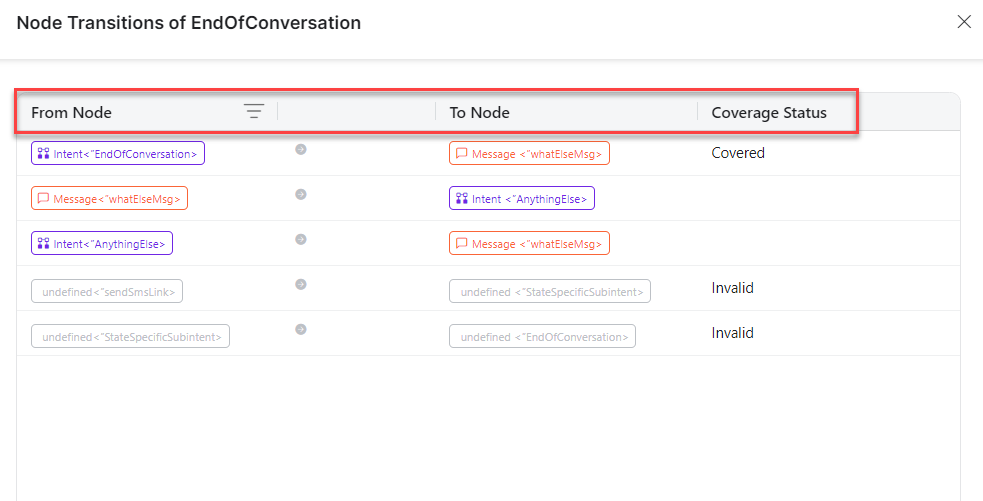 Node Transitions of EndOfConversation
From Node To Node Coverage Status
Intent<"EndOfConversation> Message <"whatElseMsg> Covered
Message<"whatElseMsg> Intent <"AnythingElse>
Intent<"AnythingElse> Message <"whatElseMsg>
undefined<"sendSmsLink> undefined <"StateSpecificSubintent> Invalid
undefined<"StateSpecificSubintent> undefined <"EndOfConversation> Invalid